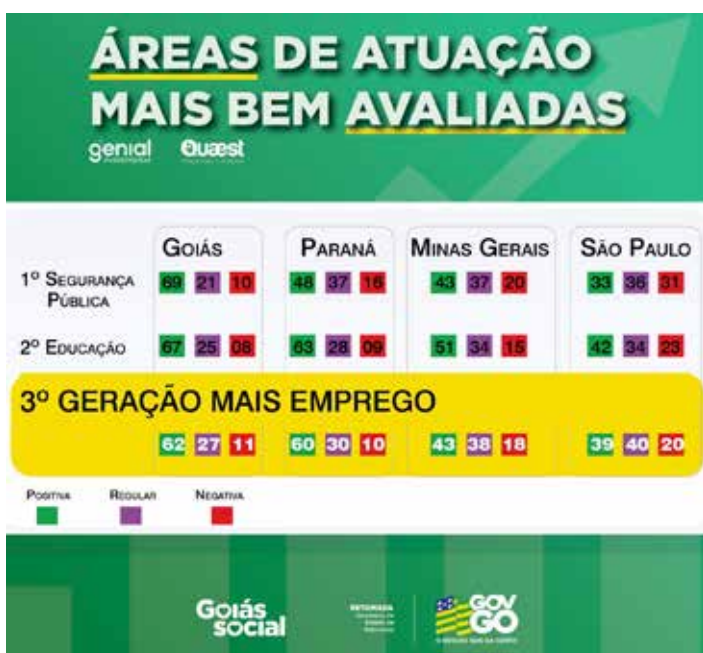 ÁREAS DE ATUAÇÃO
MAIS BEM AVALIADAS
genial Quæst
GOIÁS PARANÁ MINAS GERAIS SÃO PAULO
1º SEGURANÇA PÚBLICA 69 21 10 48 37 16 43 37 20 33 36 31
2º EDUCAÇÃO 67 25 08 63 28 09 51 34 15 42 34 23
3º GERAÇÃO MAIS EMPREGO
62 27 11 60 30 10 43 38 18 39 40 20
POSITIVA REGULAR NEGATIVA
Goiás
social
RETOMADA
GOV
GO